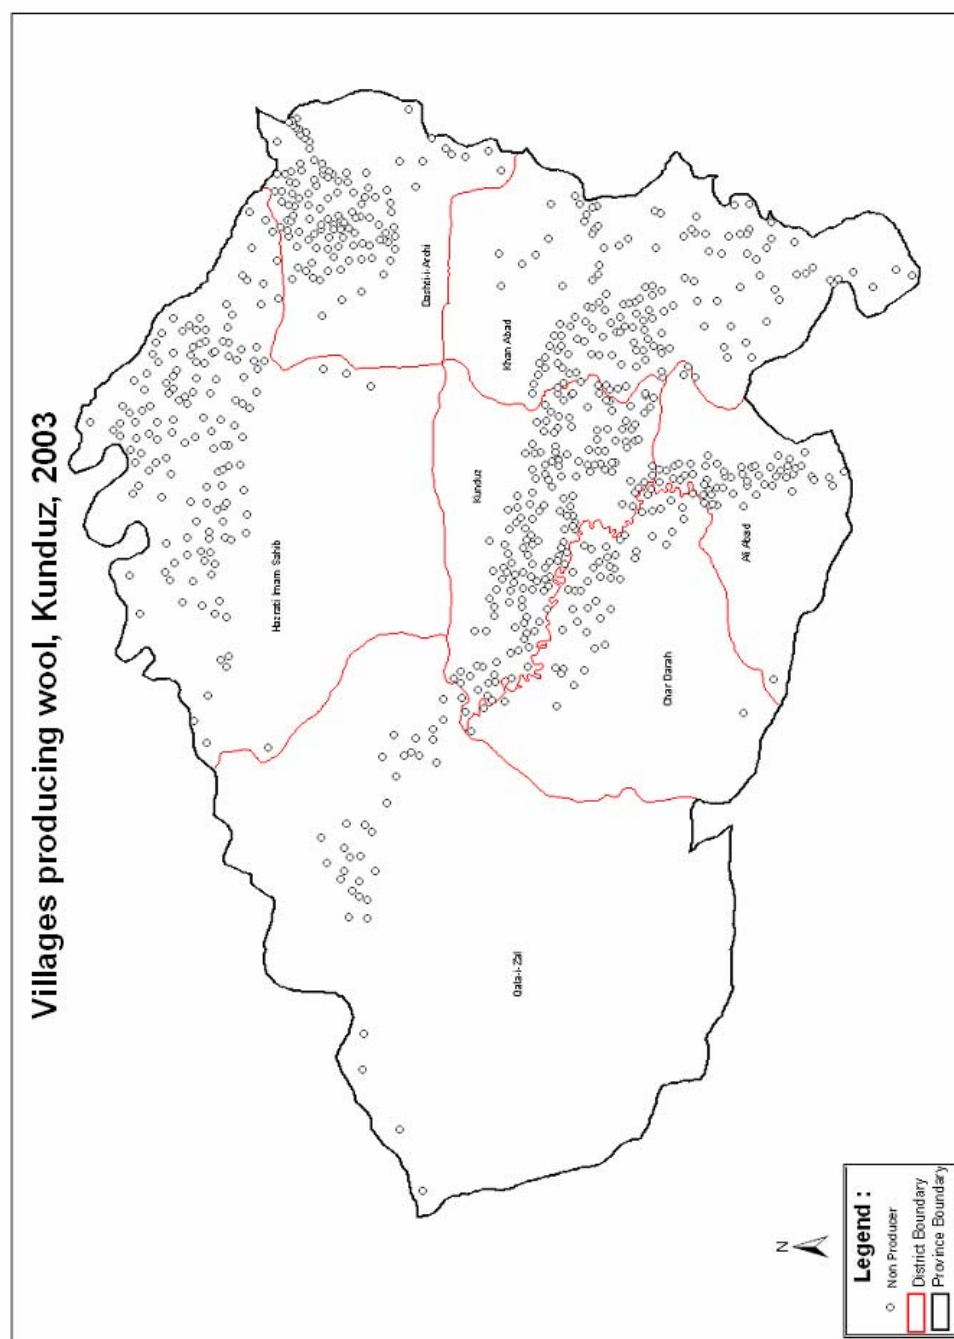 Villages producing wool, Kunduz, 2003
Hazrati Imam Sahib
Dashti-i-Archi
Khan Abad
Kunduz
Qala-i-Zal
Char Darah
Ali Abad
N
Legend :
Non Producer
District Boundary
Province Boundary